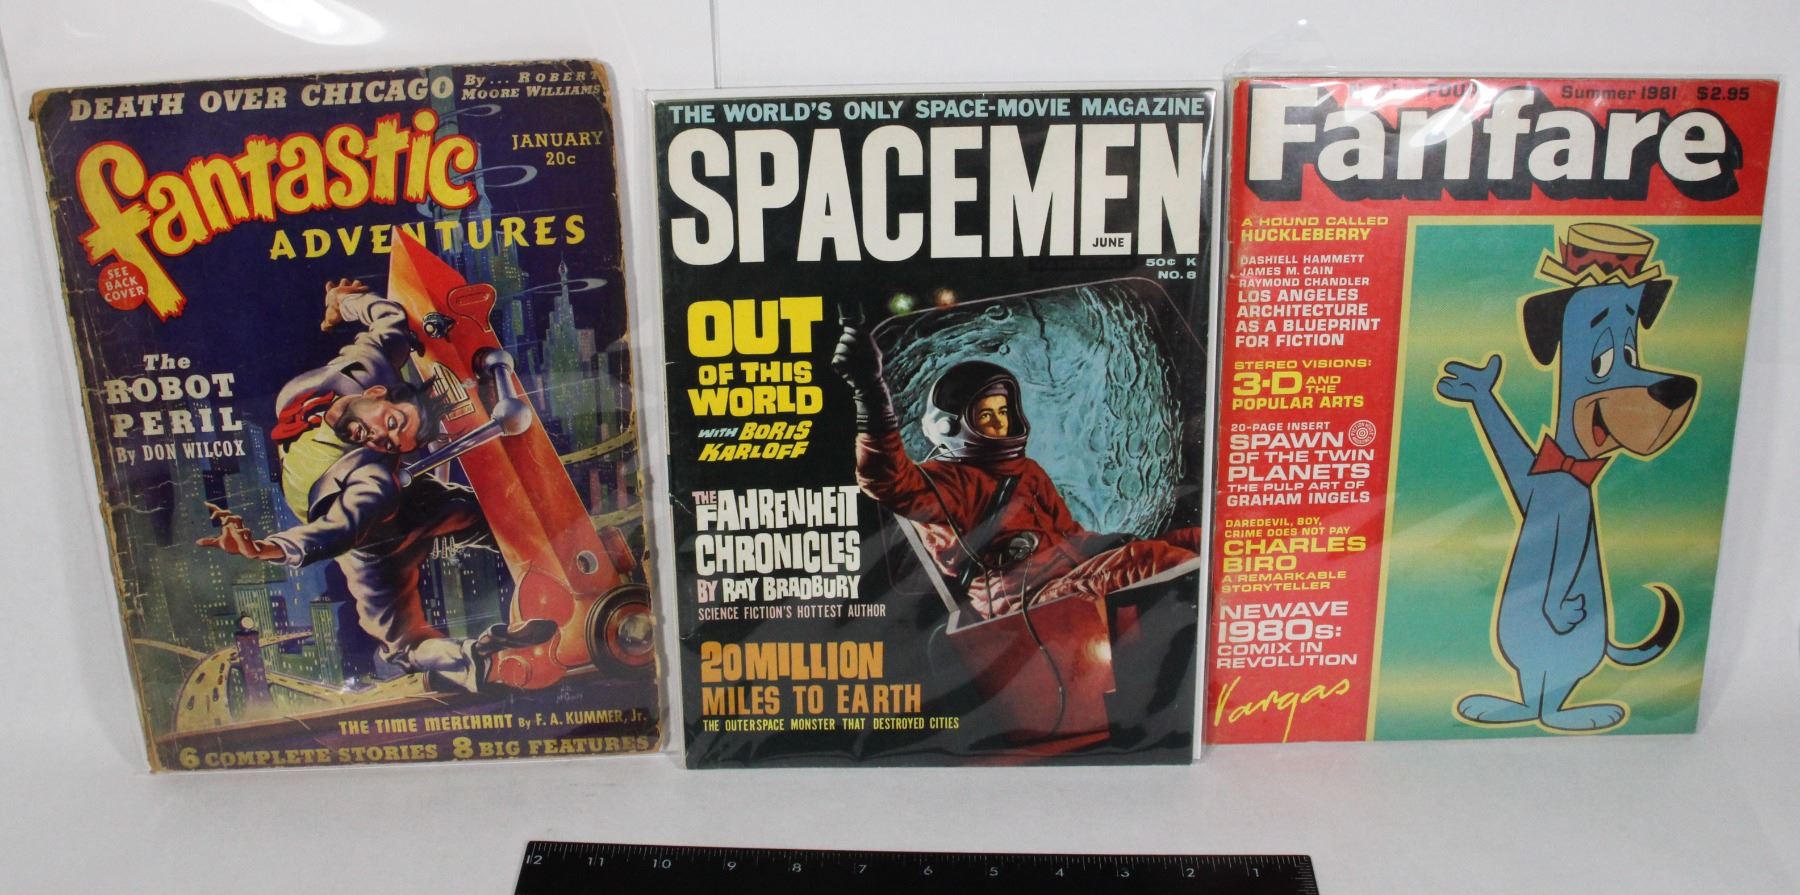 DEATH OVER CHICAGO
By... ROBERT
MOORE WILLIAMS
fantastic
ADVENTURES
JANUARY
20c
SEE
BACK
COVER
The
ROBOT
PERIL
By DON WILCOX
THE TIME MERCHANT By F. A. KUMMER, Jr.
6 COMPLETE STORIES 8 BIG FEATURES
THE WORLD'S ONLY SPACE-MOVIE MAGAZINE
SPACEMEN
JUNE
50¢ K
NO. 8
OUT
OF THIS
WORLD
WITH BORIS
KARLOFF
THE FAHRENHEIT
CHRONICLES
BY RAY BRADBURY
SCIENCE FICTION'S HOTTEST AUTHOR
20 MILLION
MILES TO EARTH
THE OUTERSPACE MONSTER THAT DESTROYED CITIES
FOUR Summer 1981 $2.95
Fanfare
A HOUND CALLED
HUCKLEBERRY
DASHIELL HAMMETT
JAMES M. CAIN
RAYMOND CHANDLER
LOS ANGELES
ARCHITECTURE
AS A BLUEPRINT
FOR FICTION
STEREO VISIONS:
3-D AND THE
POPULAR ARTS
20-PAGE INSERT
SPAWN
OF THE TWIN
PLANETS
THE PULP ART OF
GRAHAM INGELS
DAREDEVIL, BOY,
CRIME DOES NOT PAY
CHARLES
BIRO
A REMARKABLE
STORYTELLER
NEWAVE
1980s:
COMIX IN
REVOLUTION
Vargas
12 11 10 9 8 7 6 5 4 3 2 1